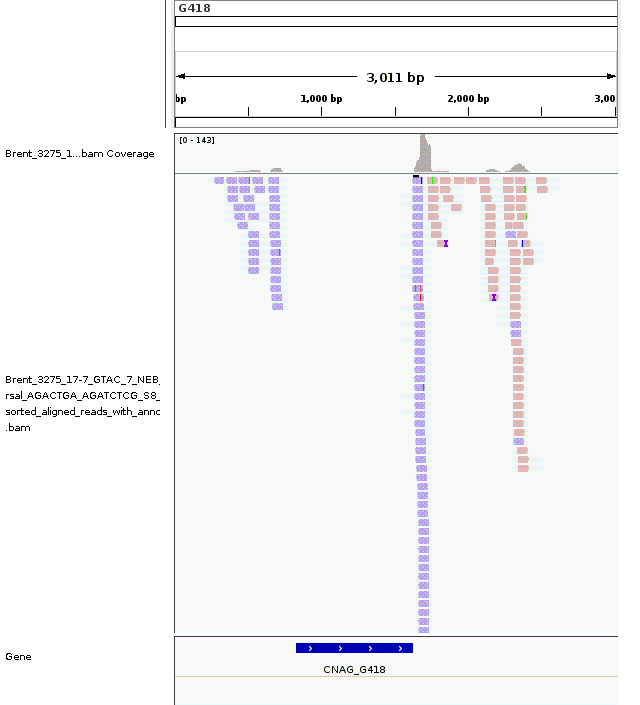 G418
3,011 bp
bp 1,000 bp 2,000 bp 3,00
Brent_3275_1...bam Coverage
[0 - 143]
Brent_3275_17-7_GTAC_7_NEB_
rsal_AGACTGA_AGATCTCG_S8_
sorted_aligned_reads_with_annc
.bam
Gene
CNAG_G418